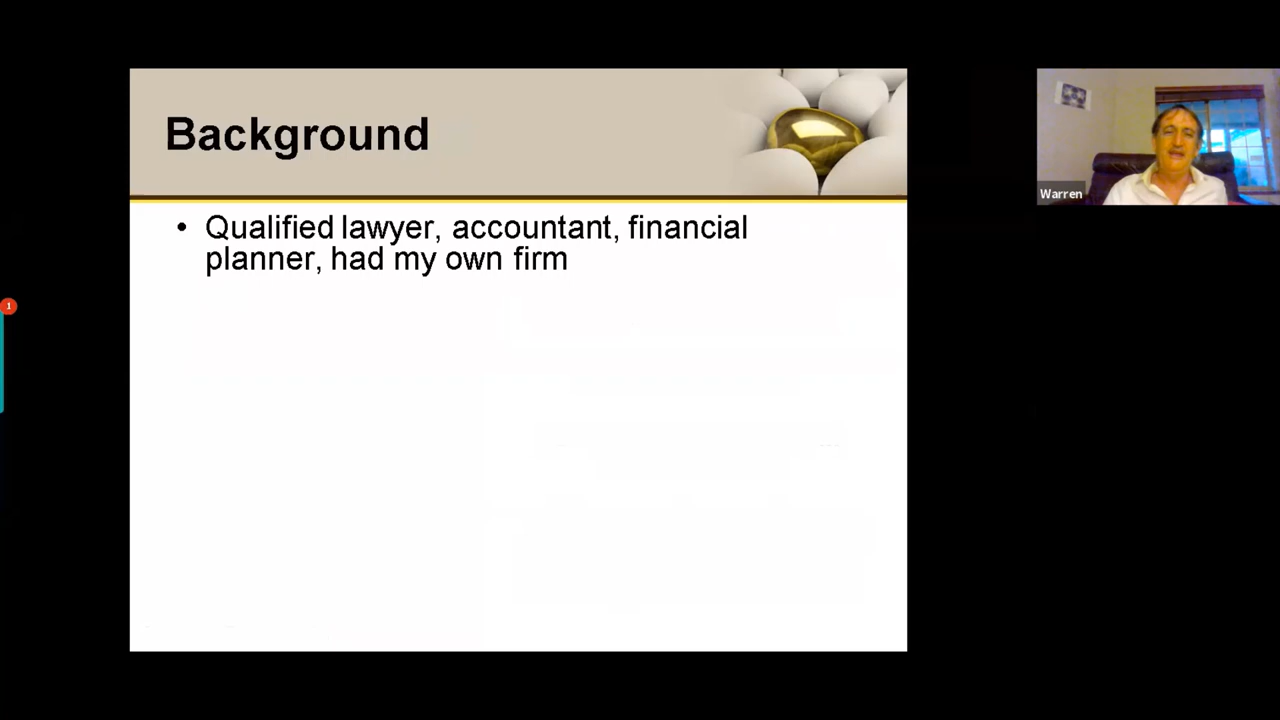 Background
• Qualified lawyer, accountant, financial
planner, had my own firm
Warren
1